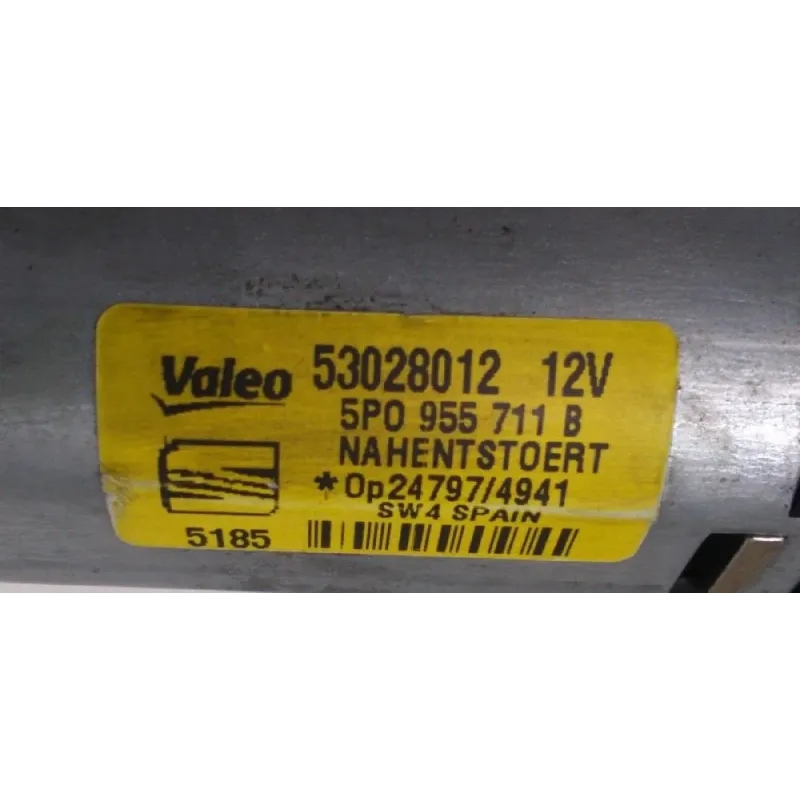 Valeo 53028012 12V
5P0 955 711 B
NAHENTSTOERT
*Op24797/4941
SW4 SPAIN
5185